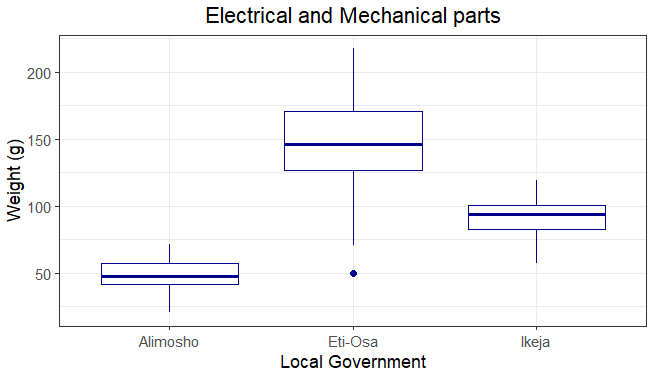 Electrical and Mechanical parts
Weight (g)
200
150
100
50
Alimosho Eti-Osa Ikeja
Local Government